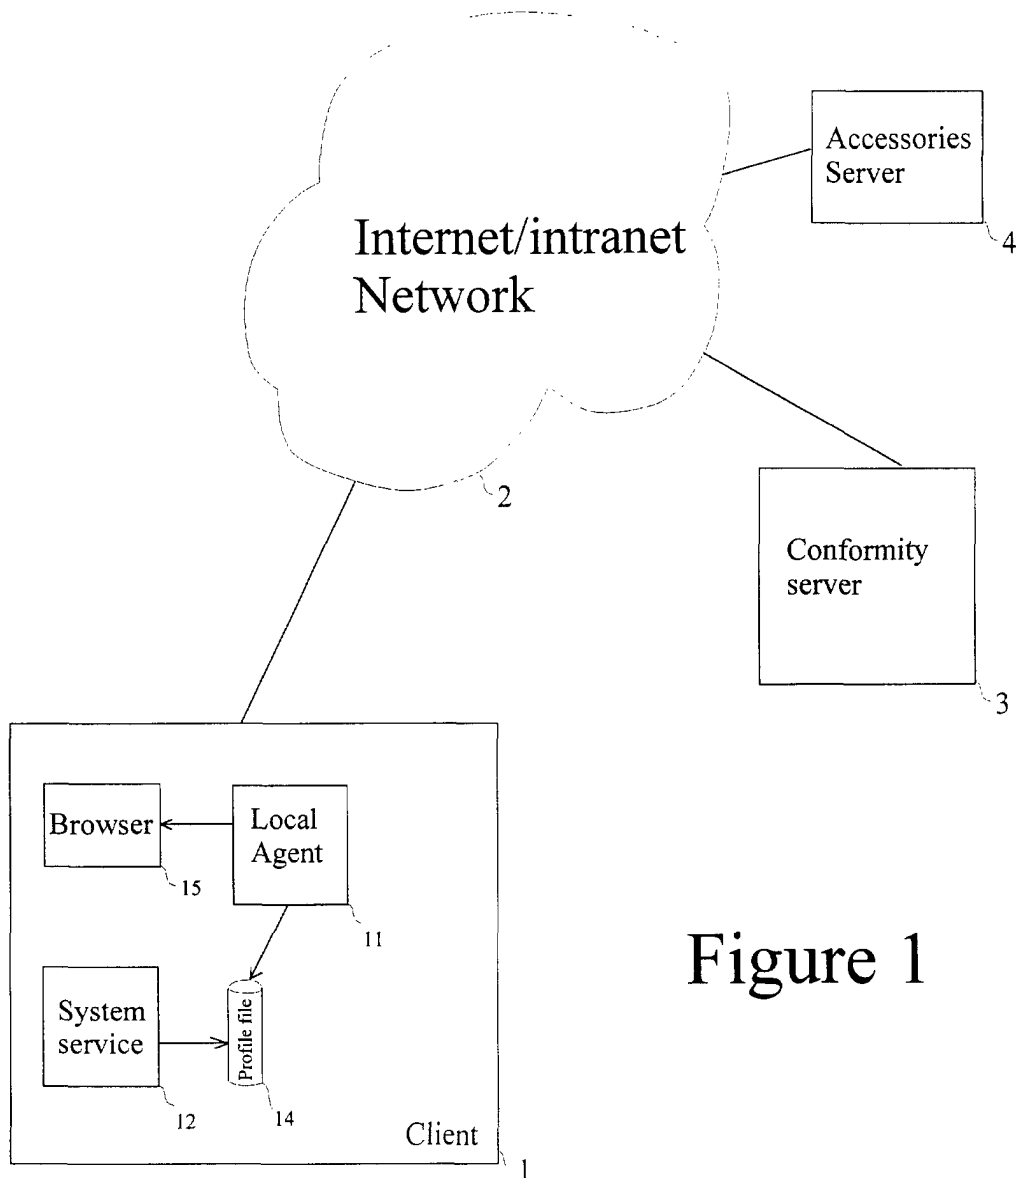 Accessories
Server
4
Internet/intranet
Network
2
Conformity
server
3
Browser
15
Local
Agent
11
System
service
12
Profile file
14
Client
1
Figure 1